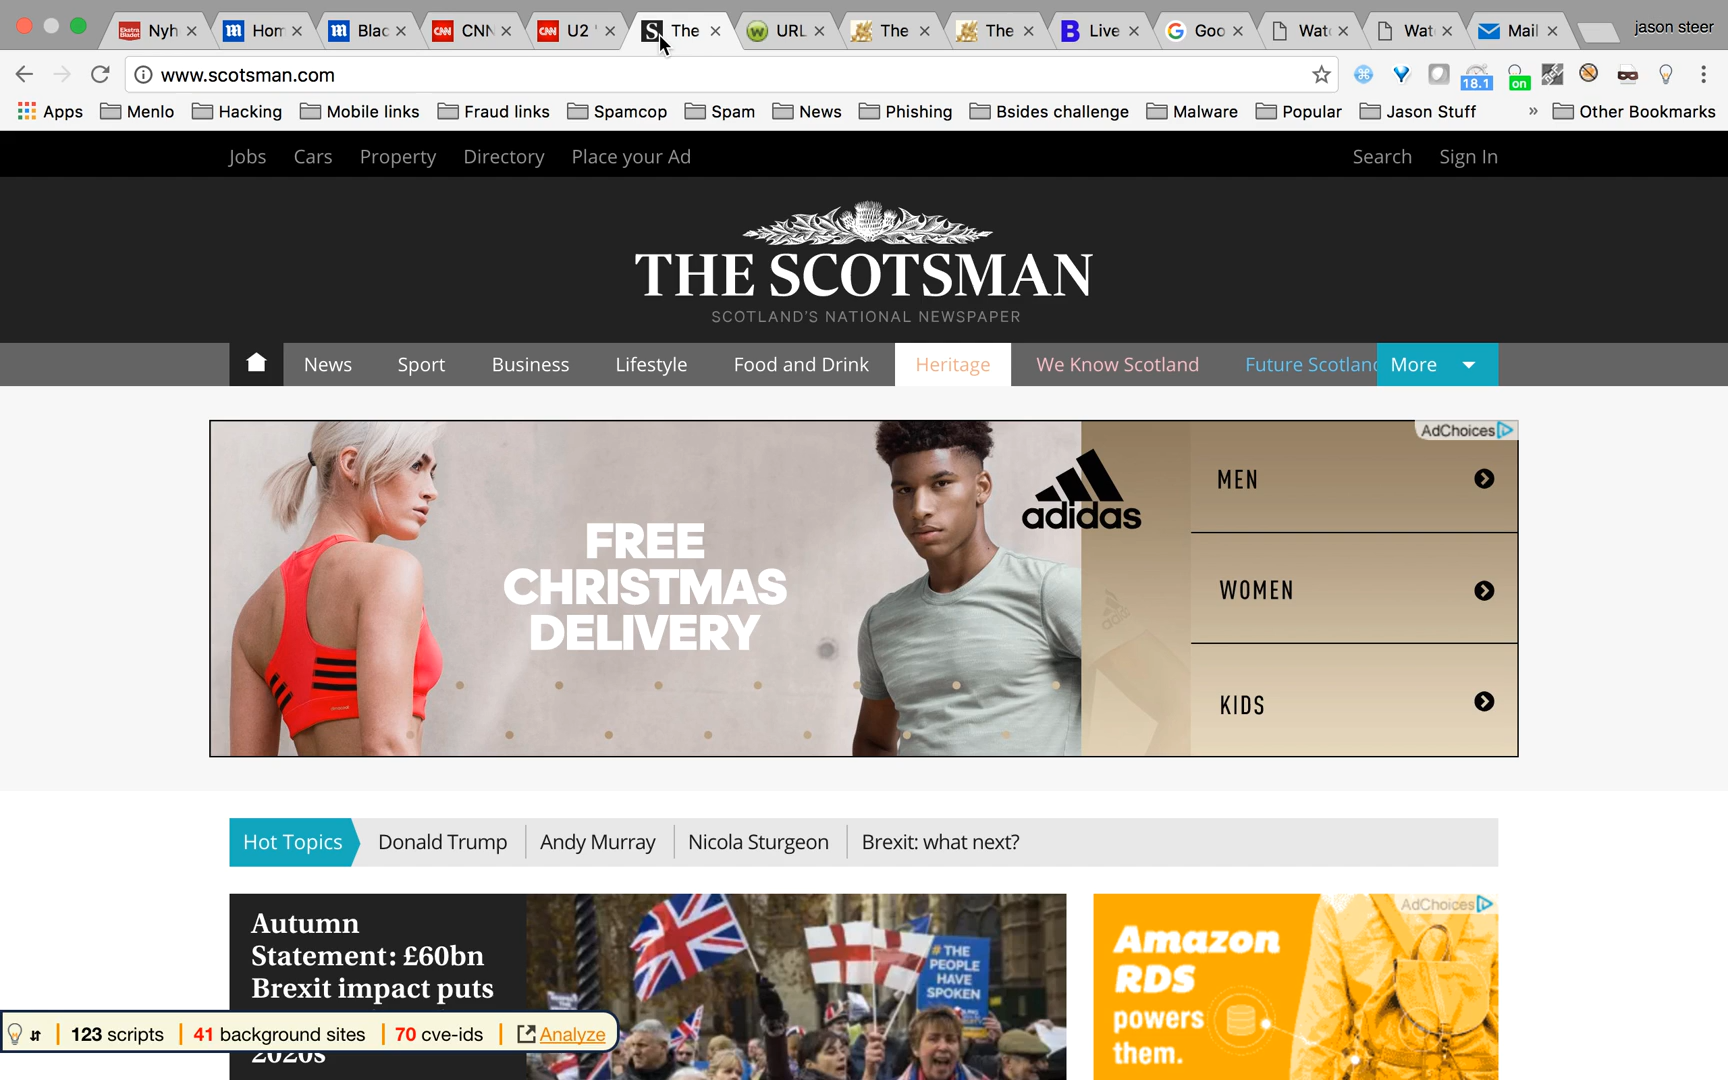 Nyh
Hom
Blac
CNN
U2 '
The
URL
The
The
Live
Goo
Wat
Wat
Mail
jason steer
www.scotsman.com
18.1
on
Apps
Menlo
Hacking
Mobile links
Fraud links
Spamcop
Spam
News
Phishing
Bsides challenge
Malware
Popular
Jason Stuff
»
Other Bookmarks
Jobs
Cars
Property
Directory
Place your Ad
Search
Sign In
THE SCOTSMAN
SCOTLAND'S NATIONAL NEWSPAPER
News
Sport
Business
Lifestyle
Food and Drink
Heritage
We Know Scotland
Future Scotland
More
AdChoices
FREE
CHRISTMAS
DELIVERY
adidas
MEN
WOMEN
KIDS
Hot Topics
Donald Trump
Andy Murray
Nicola Sturgeon
Brexit: what next?
Autumn
Statement: £60bn
Brexit impact puts
2020s
# THE
PEOPLE
HAVE
SPOKEN
AdChoices
Amazon
RDS
powers
them.
123 scripts
41 background sites
70 cve-ids
Analyze